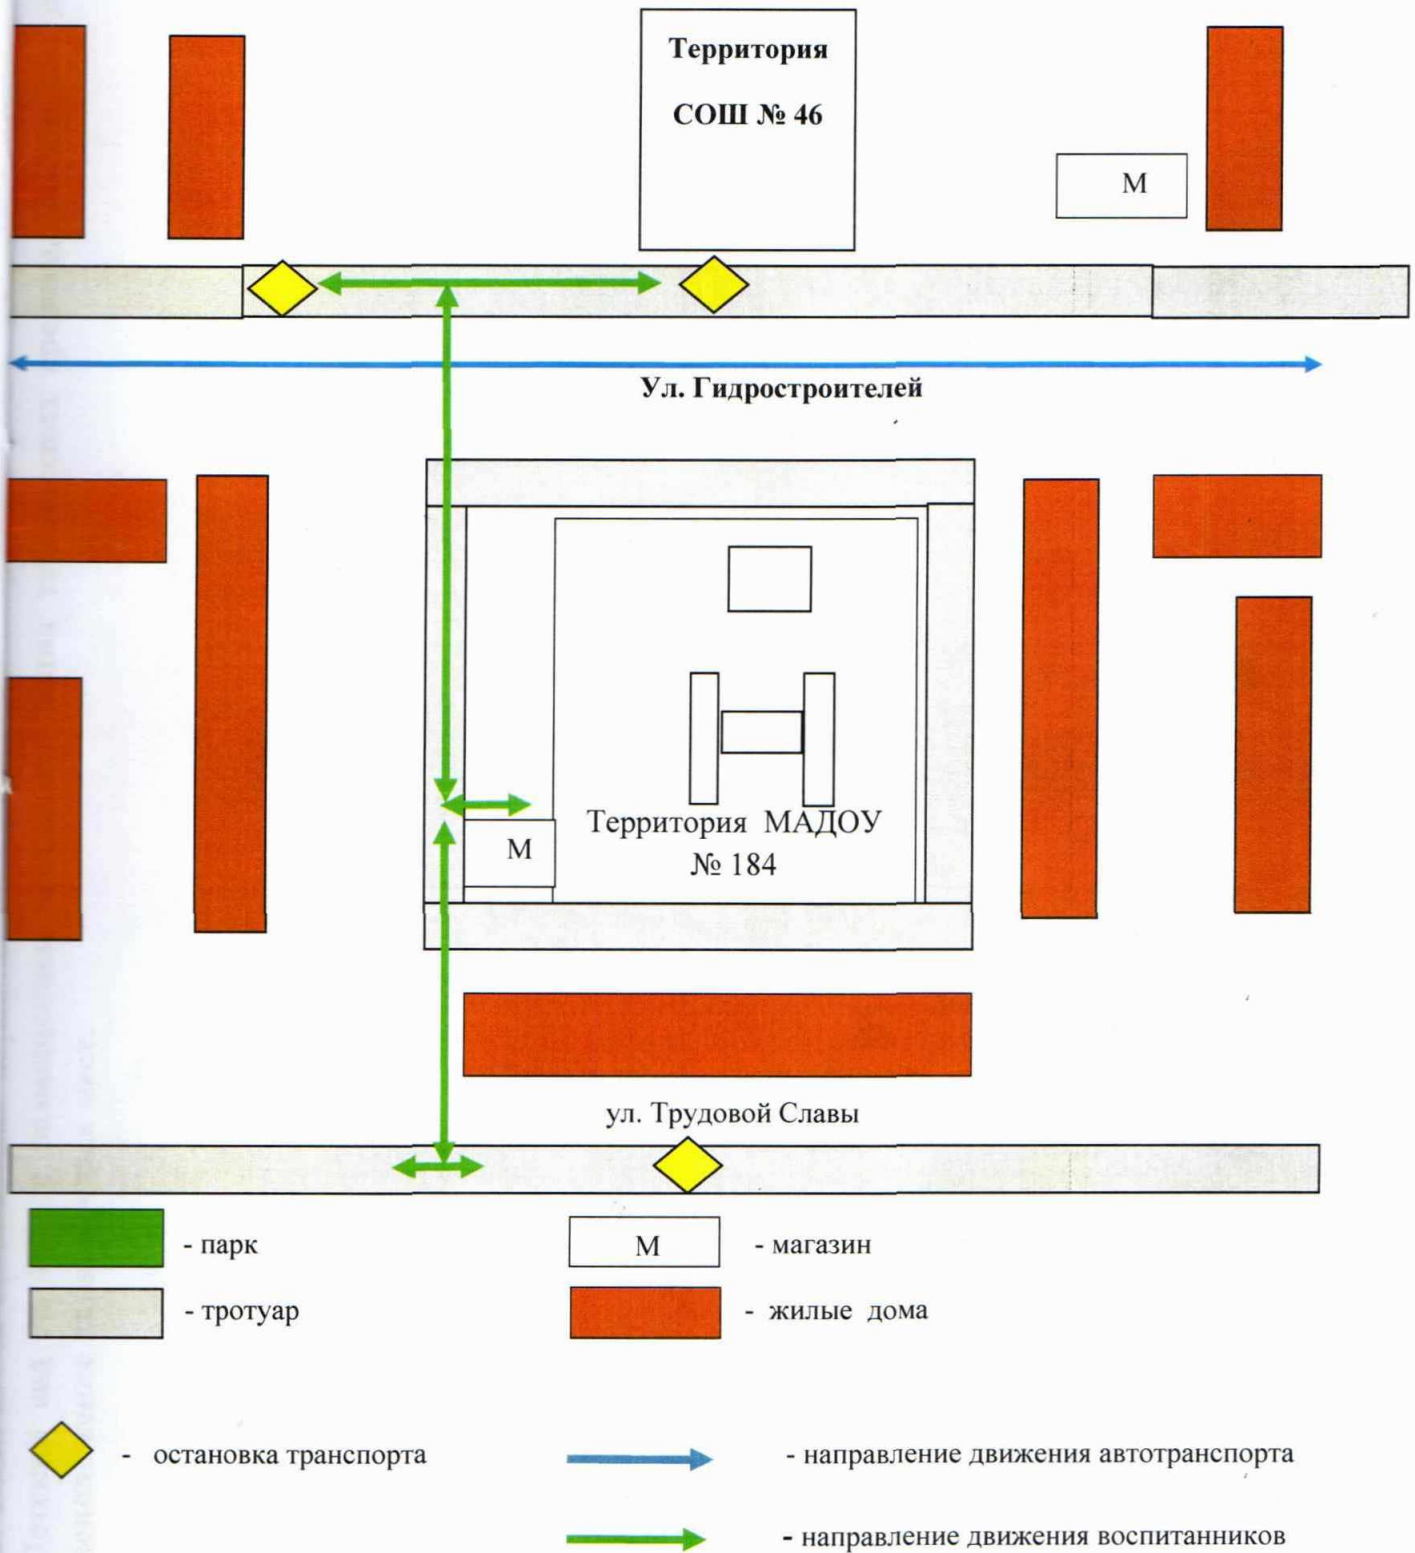 Территория
СОШ № 46
М
Ул. Гидростроителей
Территория МАДОУ
№ 184
М
ул. Трудовой Славы
- парк
М - магазин
- тротуар
- жилые дома
- остановка транспорта
- направление движения автотранспорта
- направление движения воспитанников